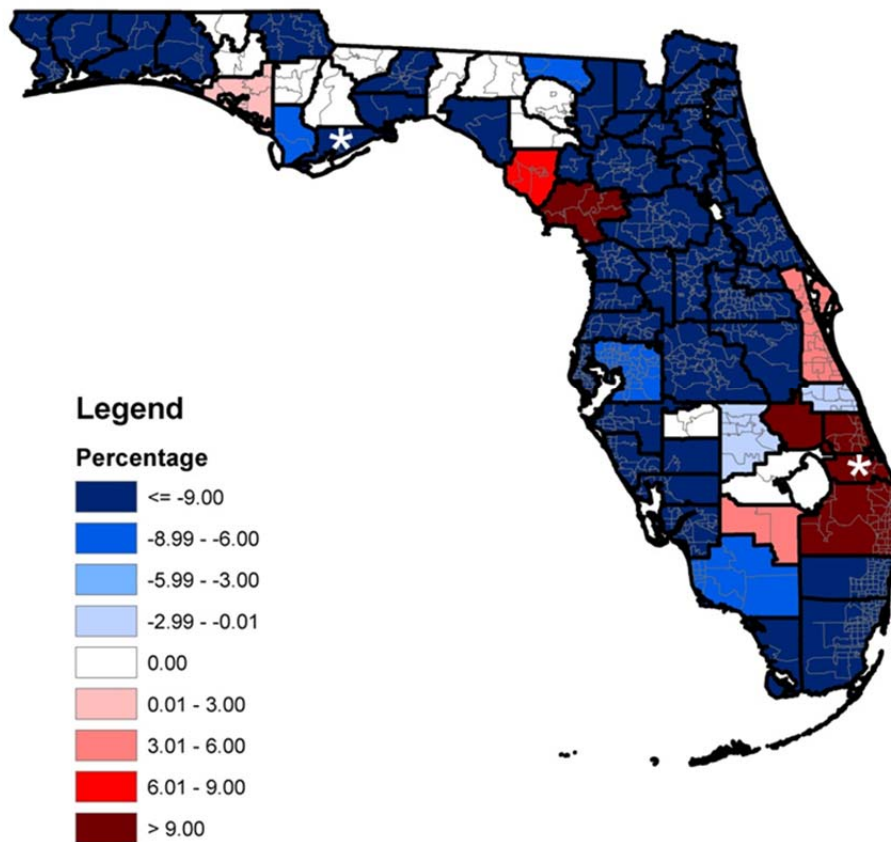 *
*
Legend
Percentage
<= -9.00
-8.99 - -6.00
-5.99 - -3.00
-2.99 - -0.01
0.00
0.01 - 3.00
3.01 - 6.00
6.01 - 9.00
> 9.00